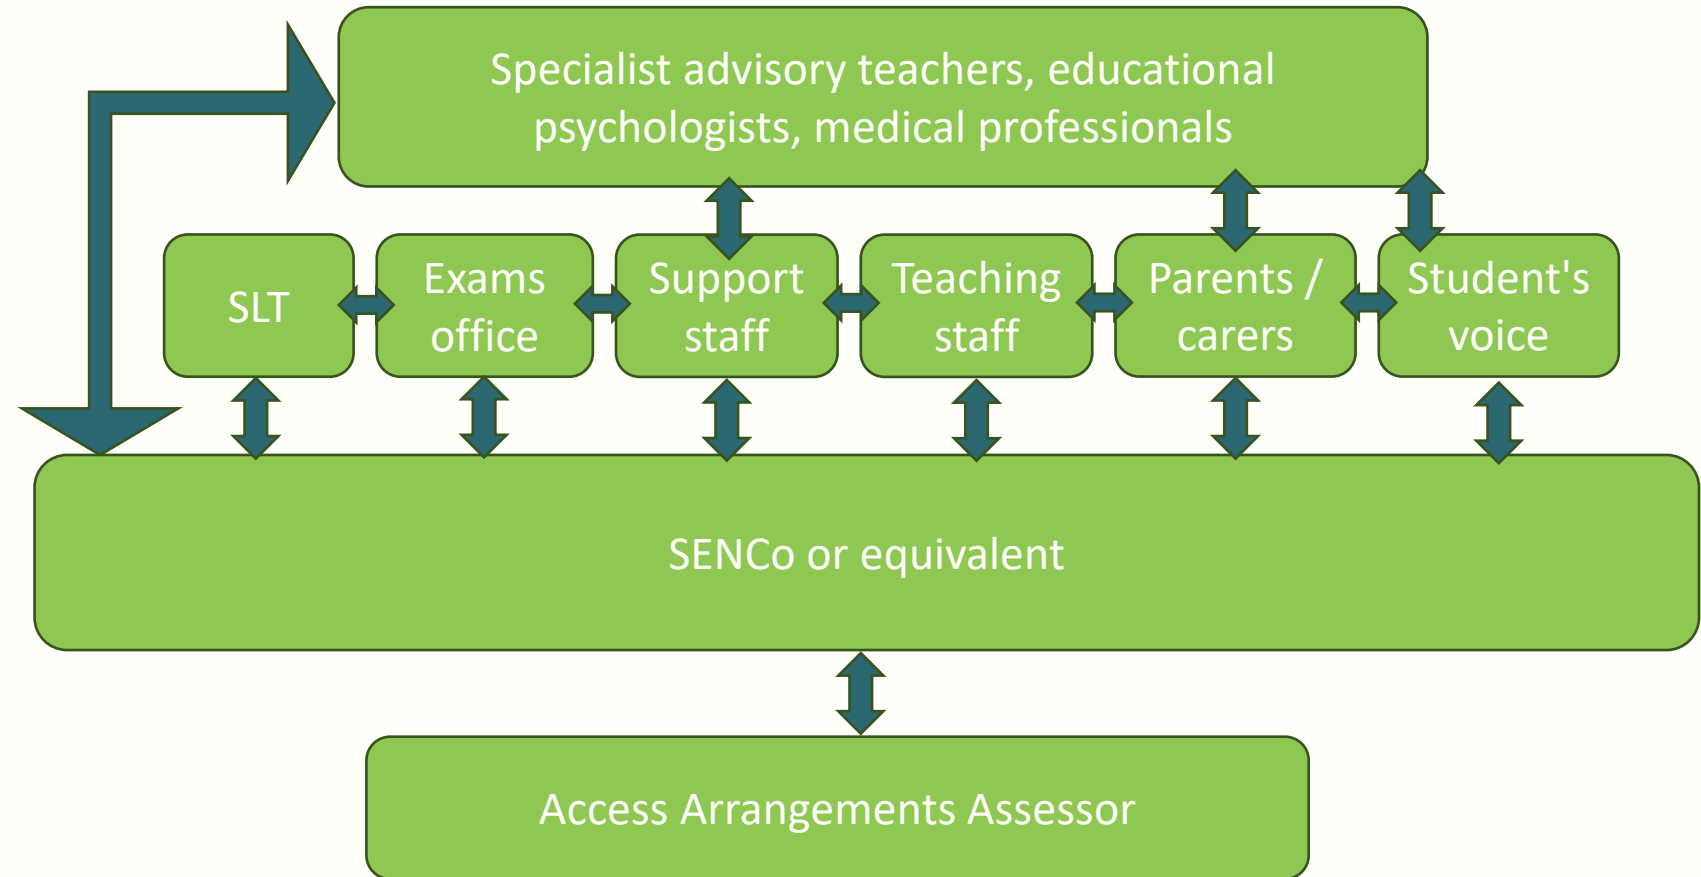 Specialist advisory teachers, educational
psychologists, medical professionals
SLT
Exams
office
Support
staff
Teaching
staff
Parents /
carers
Student's
voice
SENCo or equivalent
Access Arrangements Assessor